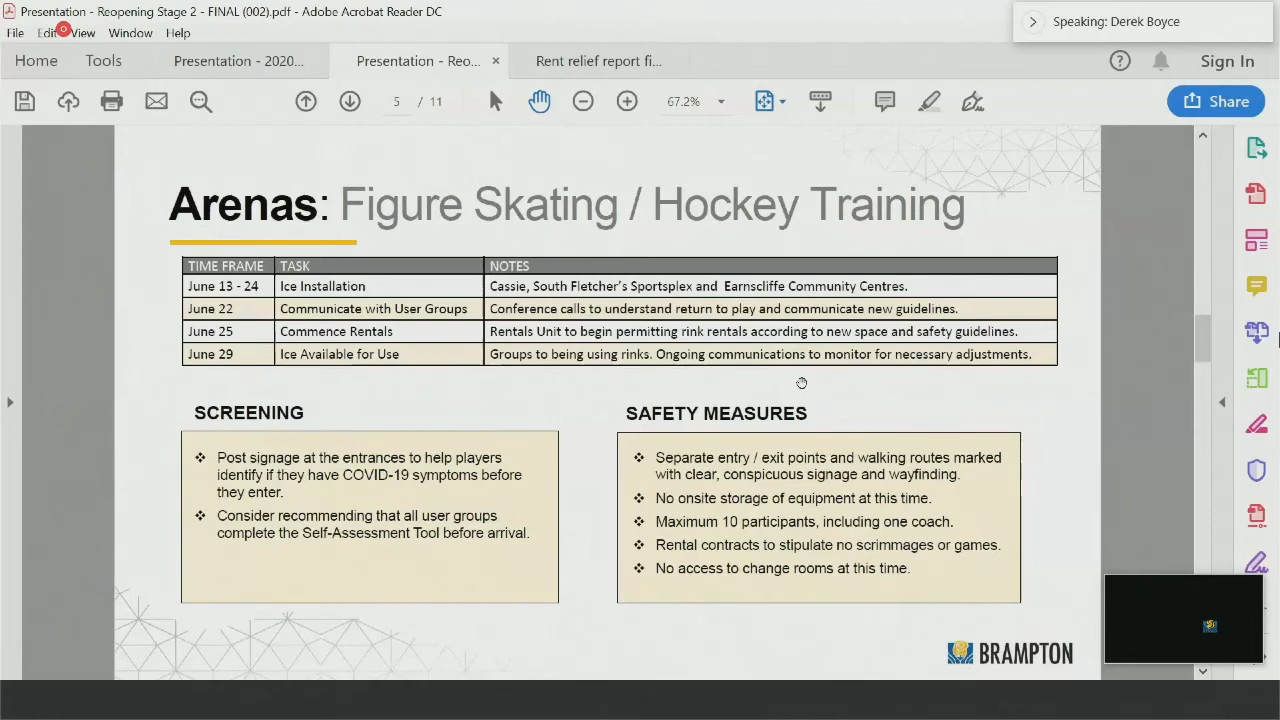 Presentation - Reopening Stage 2 - FINAL (002).pdf - Adobe Acrobat Reader DC
Speaking: Derek Boyce
File Edit View Window Help
Home Tools Presentation - 2020... Presentation - Reo... × Rent relief report fi... Sign In
5 / 11 67.2% Share
Arenas: Figure Skating / Hockey Training
TIME FRAME TASK NOTES
June 13 - 24 Ice Installation Cassie, South Fletcher's Sportsplex and Earnscliffe Community Centres.
June 22 Communicate with User Groups Conference calls to understand return to play and communicate new guidelines.
June 25 Commence Rentals Rentals Unit to begin permitting rink rentals according to new space and safety guidelines.
June 29 Ice Available for Use Groups to being using rinks. Ongoing communications to monitor for necessary adjustments.
SCREENING
❖ Post signage at the entrances to help players
identify if they have COVID-19 symptoms before
they enter.
❖ Consider recommending that all user groups
complete the Self-Assessment Tool before arrival.
SAFETY MEASURES
❖ Separate entry / exit points and walking routes marked
with clear, conspicuous signage and wayfinding.
❖ No onsite storage of equipment at this time.
❖ Maximum 10 participants, including one coach.
❖ Rental contracts to stipulate no scrimmages or games.
❖ No access to change rooms at this time.
BRAMPTON